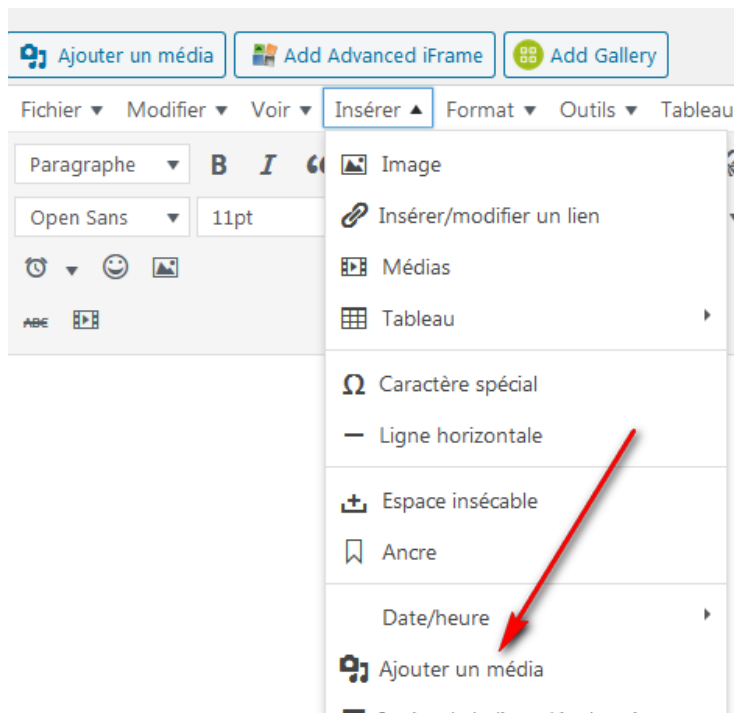 Ajouter un média Add Advanced iFrame Add Gallery
Fichier Modifier Voir Insérer Format Outils Tableau
Paragraphe B I
Open Sans 11pt
ABC
Image
Insérer/modifier un lien
Médias
Tableau
Ω Caractère spécial
Ligne horizontale
Espace insécable
Ancre
Date/heure
Ajouter un média